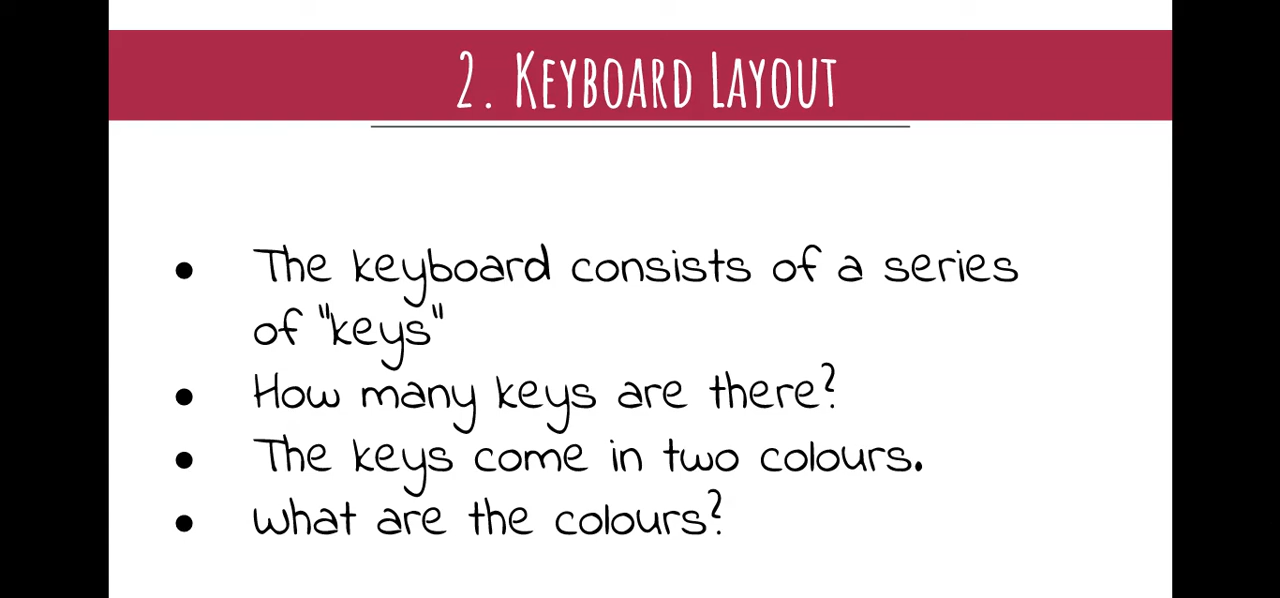 2. Keyboard Layout
● The keyboard consists of a series
of "keys"
● How many keys are there?
● The keys come in two colours.
● What are the colours?